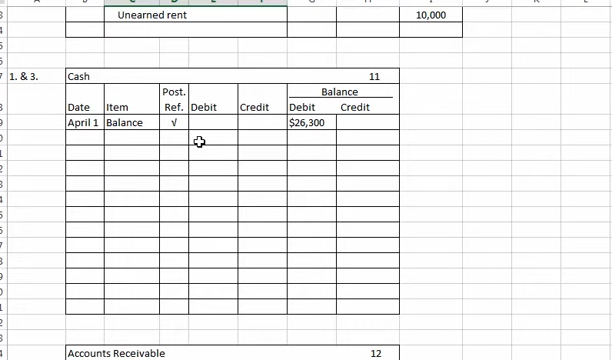 Unearned rent 10,000
1. & 3. Cash 11
Post. Balance
Date Item Ref. Debit Credit Debit Credit
April 1 Balance √ $26,300
Accounts Receivable 12